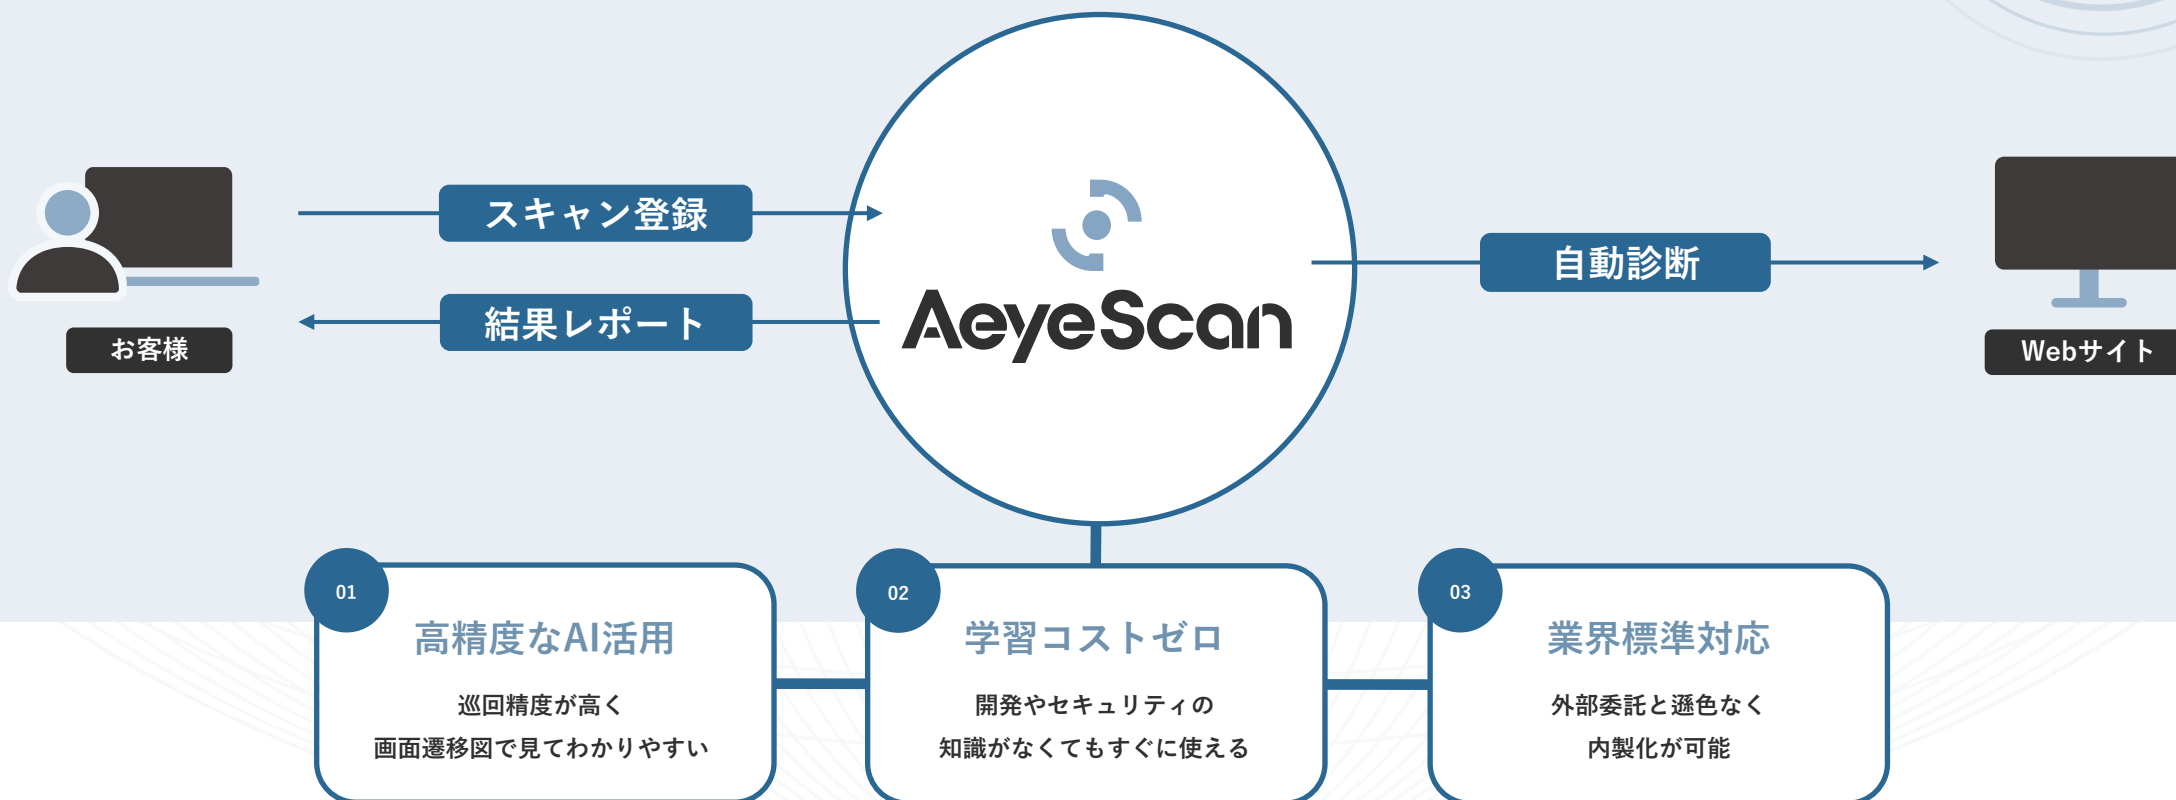 スキャン登録
結果レポート
お客様
AeyeScan
自動診断
Webサイト
01
高精度なAI活用
巡回精度が高く
画面遷移図で見てわかりやすい
02
学習コストゼロ
開発やセキュリティの
知識がなくてもすぐに使える
03
業界標準対応
外部委託と遜色なく
内製化が可能